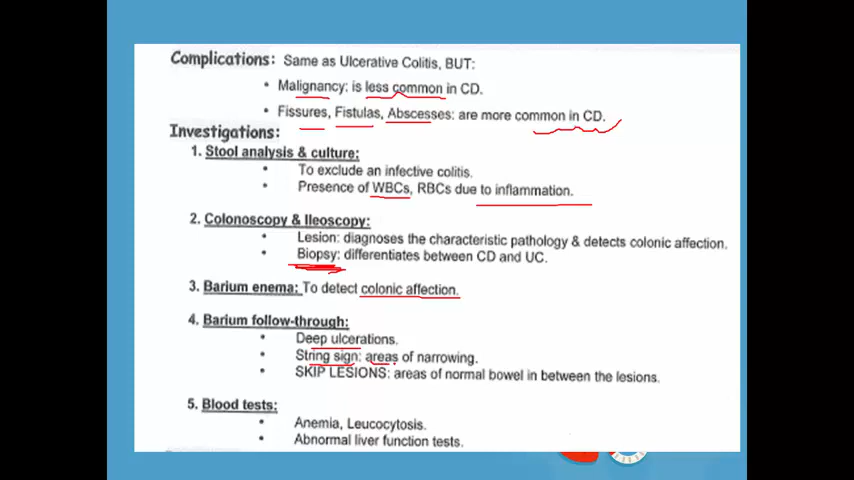 Complications: Same as Ulcerative Colitis, BUT:
• Malignancy: is less common in CD.
• Fissures, Fistulas, Abscesses: are more common in CD.
Investigations:
1. Stool analysis & culture:
• To exclude an infective colitis.
• Presence of WBCs, RBCs due to inflammation.
2. Colonoscopy & Ileoscopy:
• Lesion: diagnoses the characteristic pathology & detects colonic affection.
• Biopsy: differentiates between CD and UC.
3. Barium enema: To detect colonic affection.
4. Barium follow-through:
• Deep ulcerations.
• String sign: areas of narrowing.
• SKIP LESIONS: areas of normal bowel in between the lesions.
5. Blood tests:
• Anemia, Leucocytosis.
• Abnormal liver function tests.